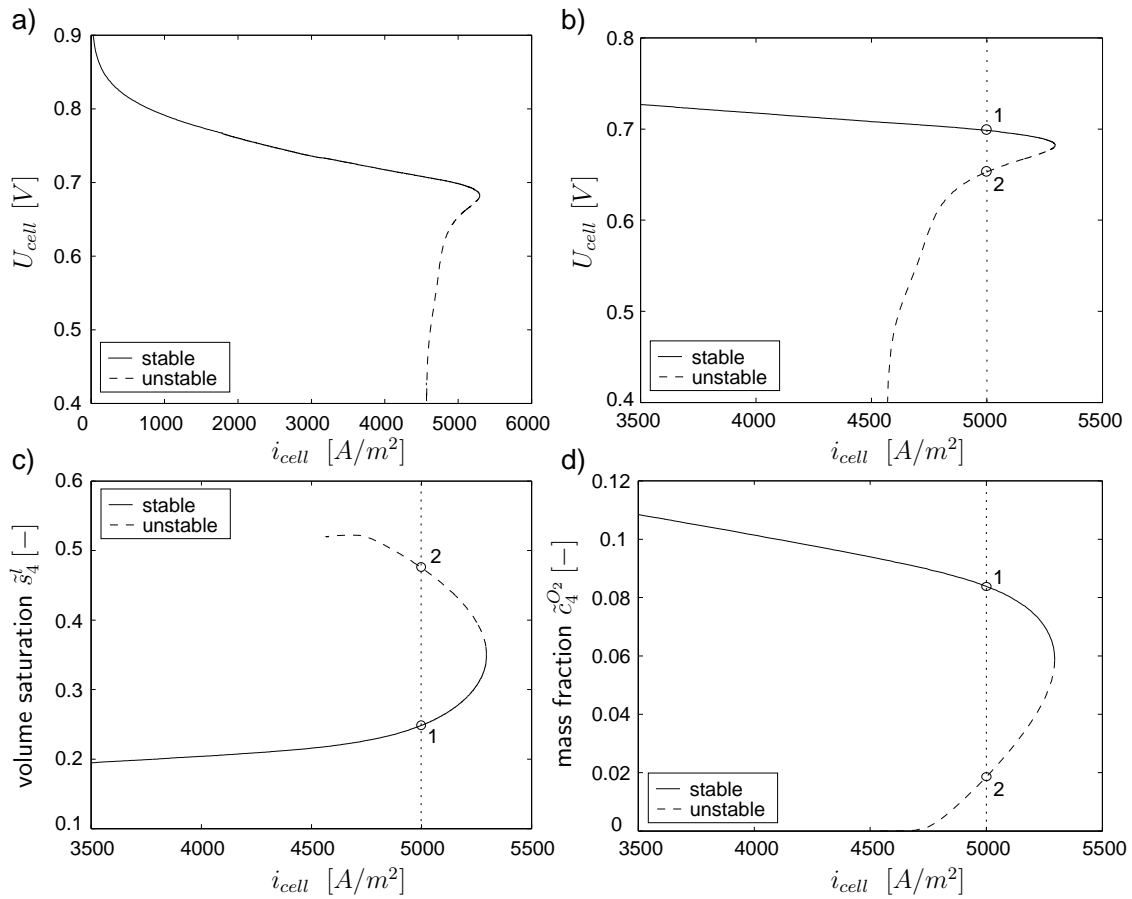 a)
0.9
0.8
0.7
0.6
0.5
0.4
U_cell [V]
stable
unstable
0 1000 2000 3000 4000 5000 6000
i_cell [A/m²]
b)
0.8
0.7
0.6
0.5
0.4
U_cell [V]
1
2
stable
unstable
3500 4000 4500 5000 5500
i_cell [A/m²]
c)
0.6
0.5
0.4
0.3
0.2
0.1
volume saturation s̃₄ˡ [−]
stable
unstable
2
1
3500 4000 4500 5000 5500
i_cell [A/m²]
d)
0.12
0.1
0.08
0.06
0.04
0.02
0
mass fraction c̃₄^{O₂} [−]
1
2
stable
unstable
3500 4000 4500 5000 5500
i_cell [A/m²]